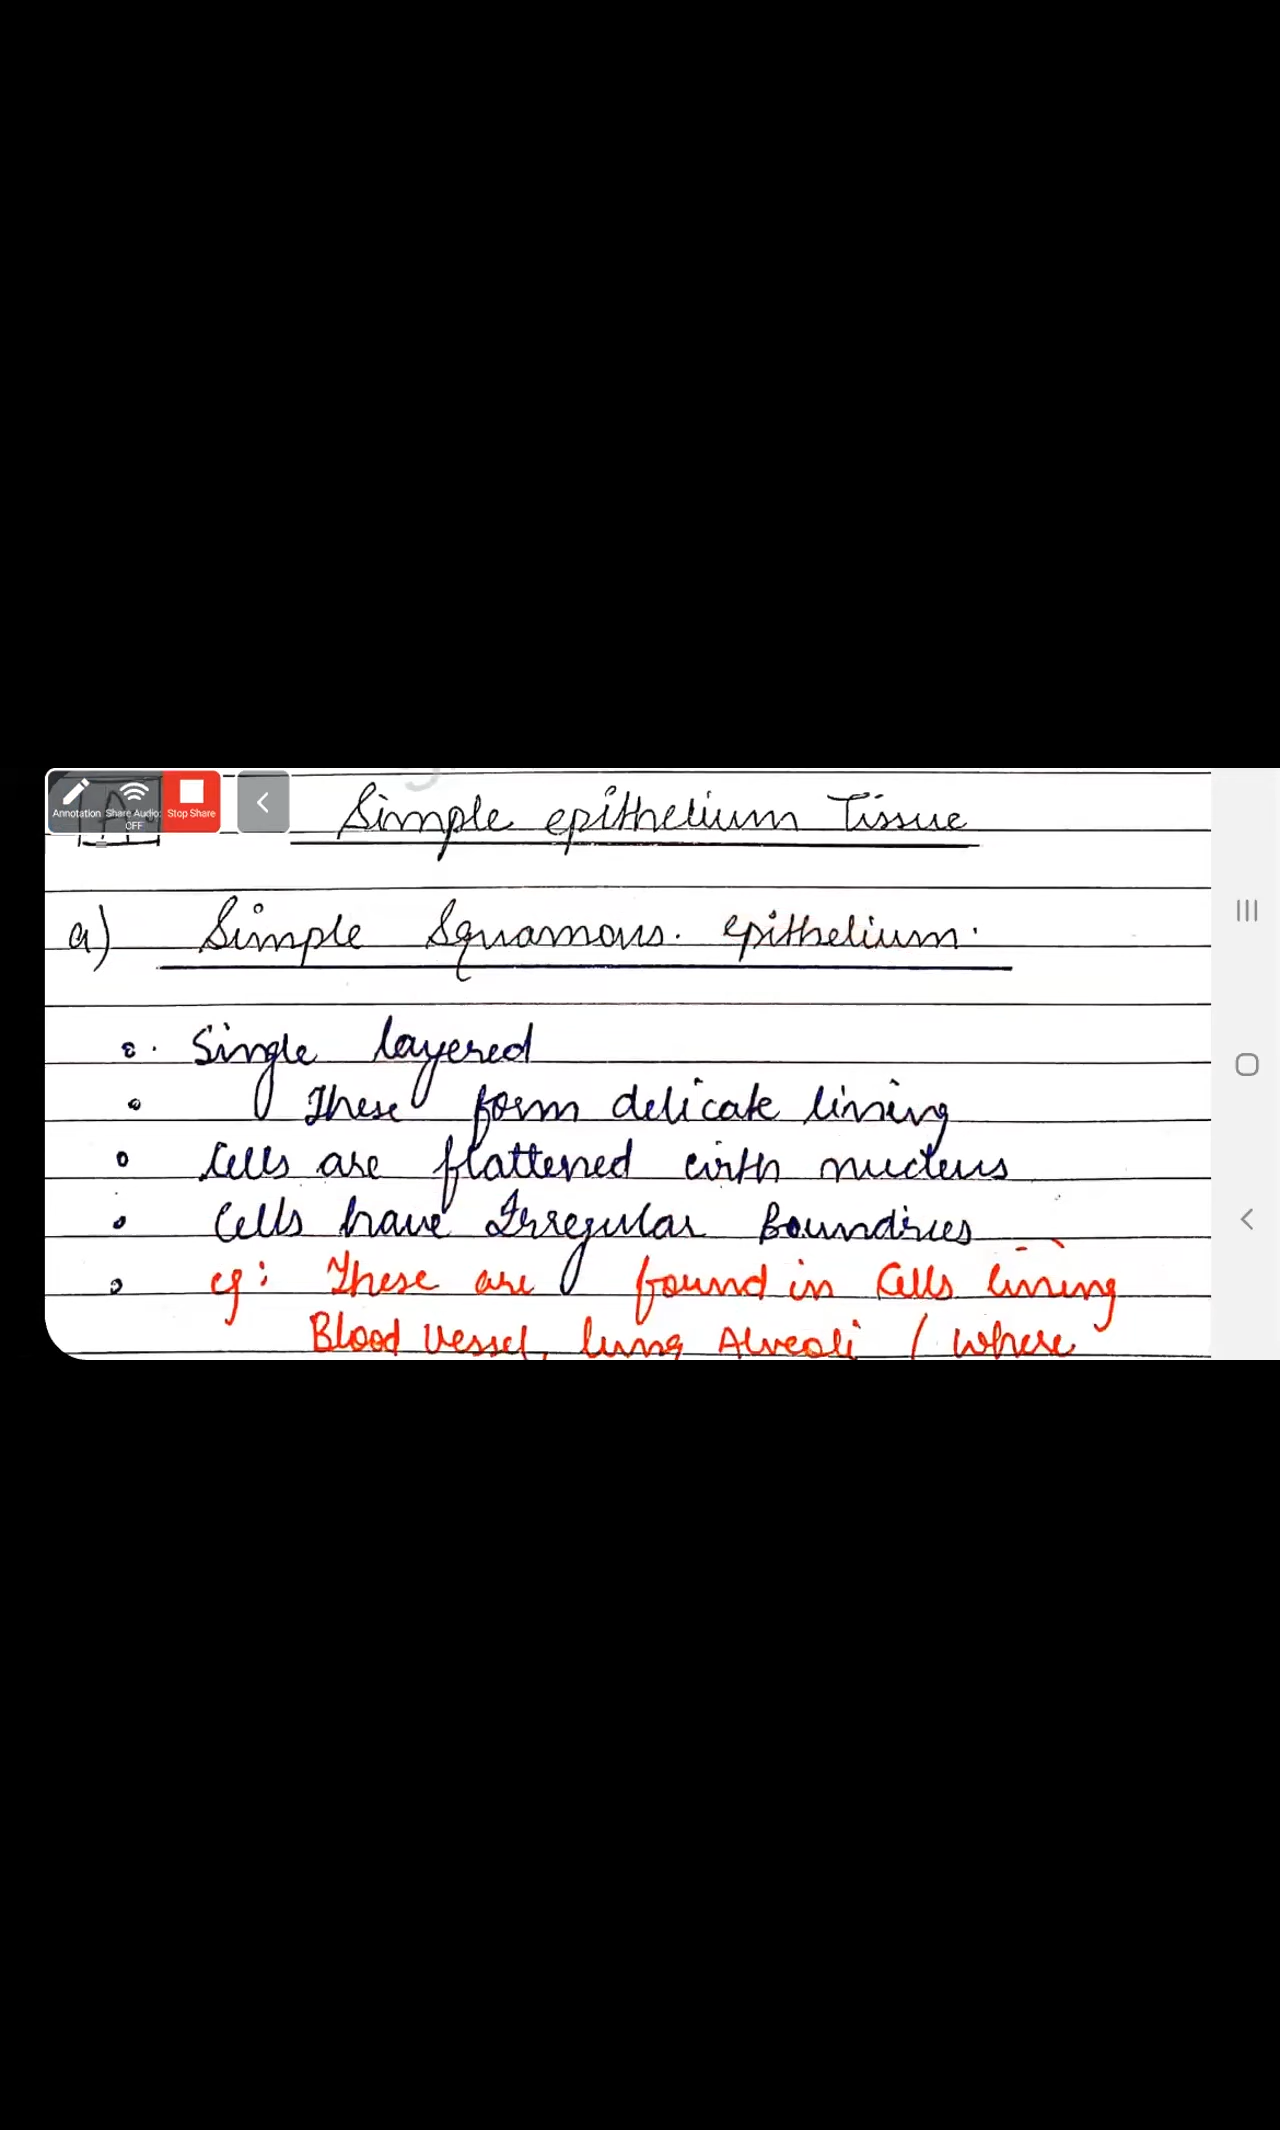 Annotation Share Audio: OFF Stop Share
A.
Simple epithelium Tissue
a) Simple Squamous. epithelium.
Single layered
These form delicate lining
Cells are flattened with nucleus
Cells have Irregular Boundries
eg: These are found in Cells lining
Blood vessel, lung Alveoli / where